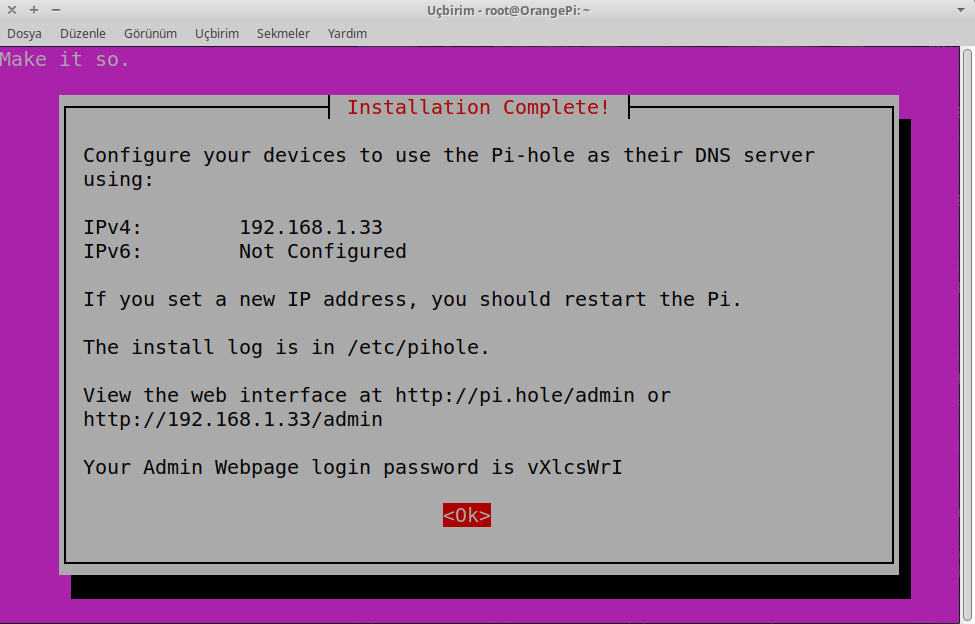 Uçbirim - root@OrangePi: ~
Dosya Düzenle Görünüm Uçbirim Sekmeler Yardım
Make it so.
Installation Complete!
Configure your devices to use the Pi-hole as their DNS server
using:
IPv4: 192.168.1.33
IPv6: Not Configured
If you set a new IP address, you should restart the Pi.
The install log is in /etc/pihole.
View the web interface at http://pi.hole/admin or
http://192.168.1.33/admin
Your Admin Webpage login password is vXlcsWrI
<Ok>